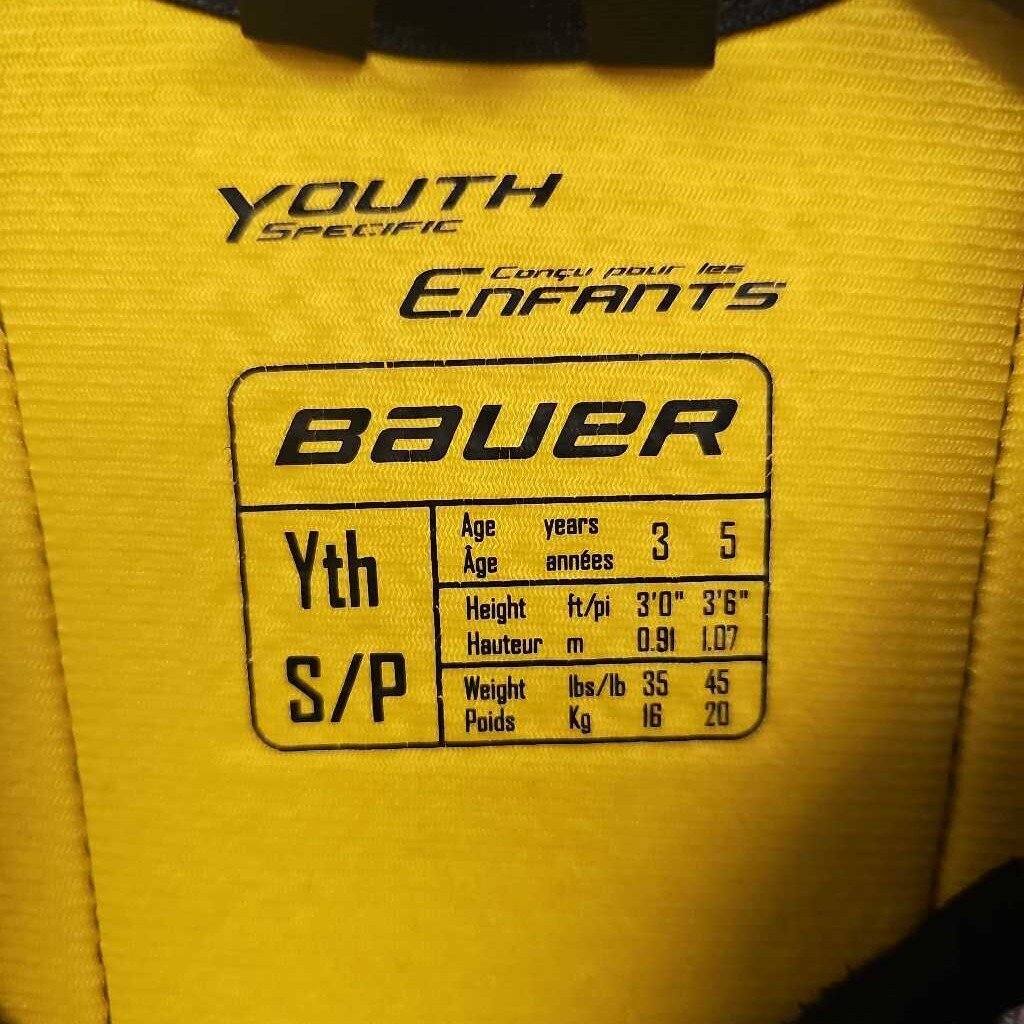 YOUTH
SPECIFIC
Conçu pour les
ENFANTS
BAUER
Yth
S/P
Age years 3 5
Âge années
Height ft/pi 3'0" 3'6"
Hauteur m 0.91 1.07
Weight lbs/lb 35 45
Poids Kg 16 20